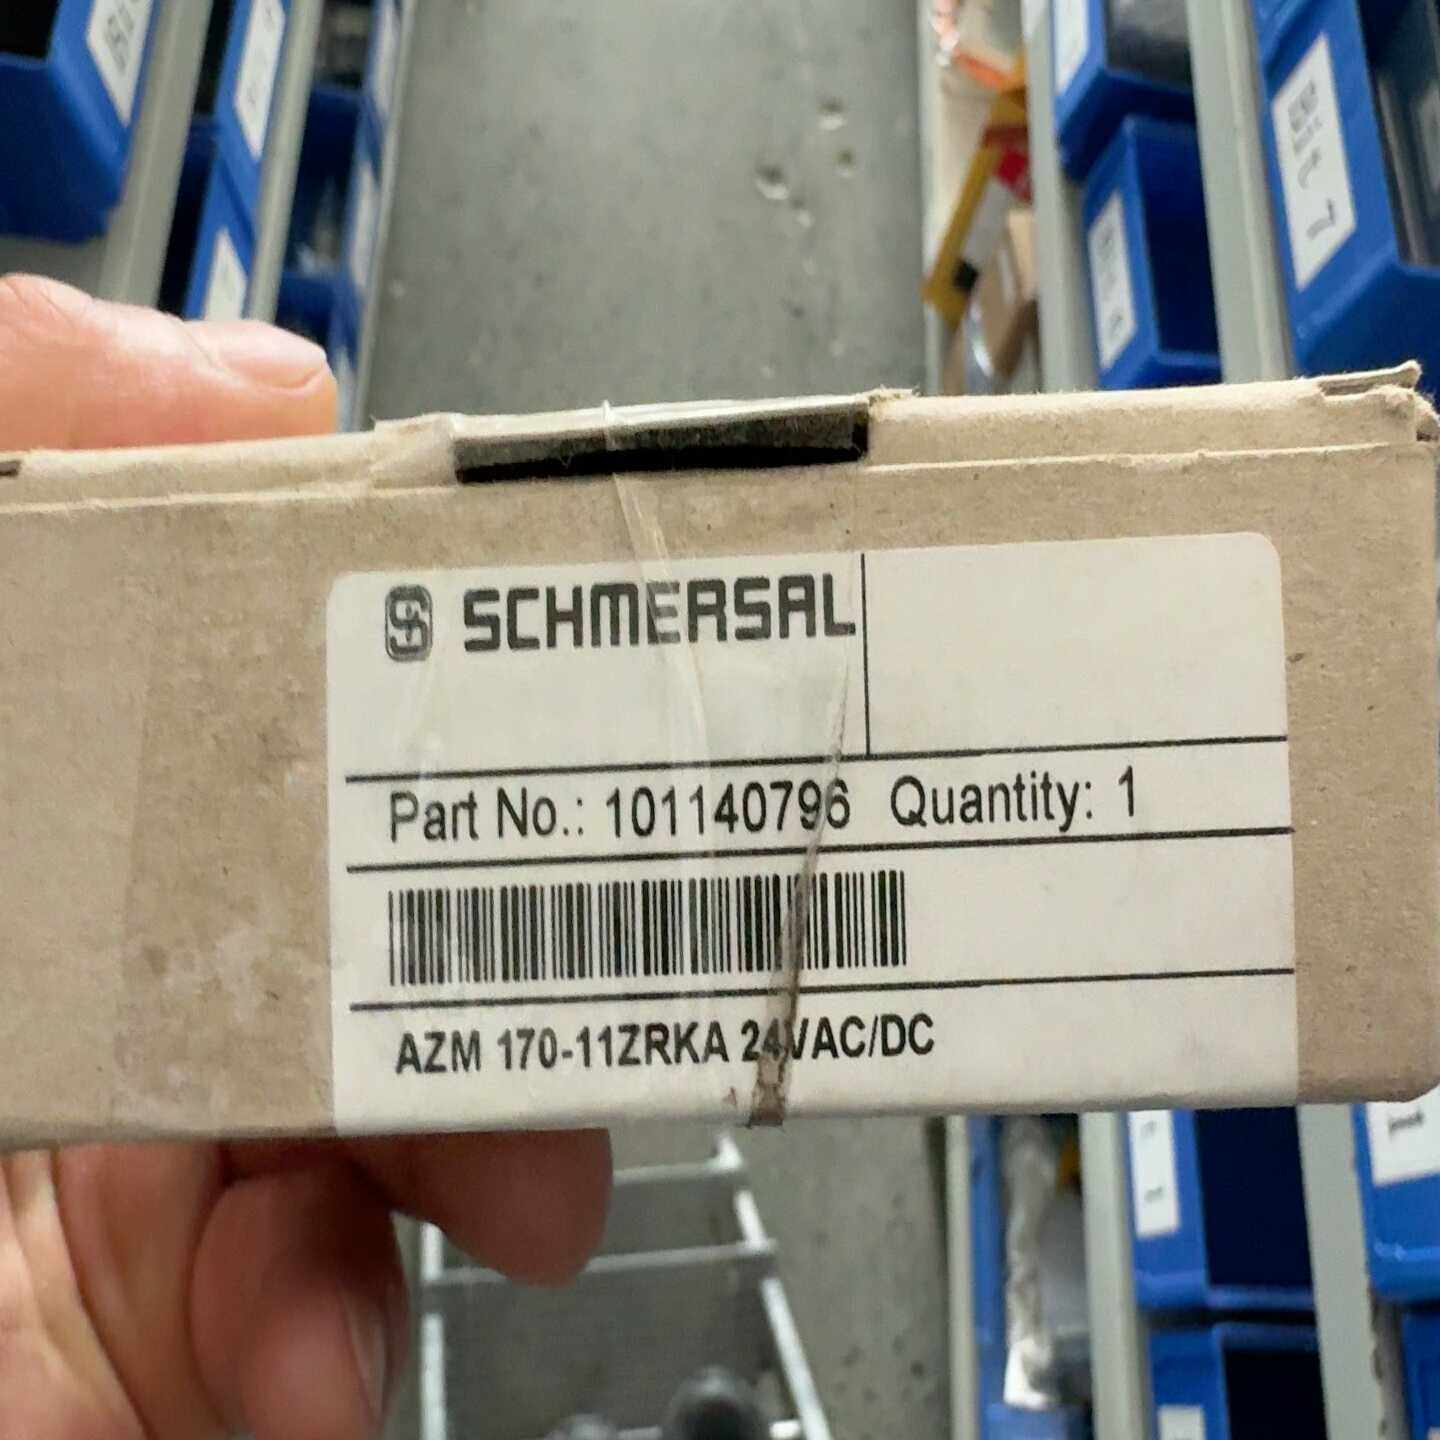 SCHMERSAL
Part No.: 101140796 Quantity: 1
AZM 170-11ZRKA 24VAC/DC